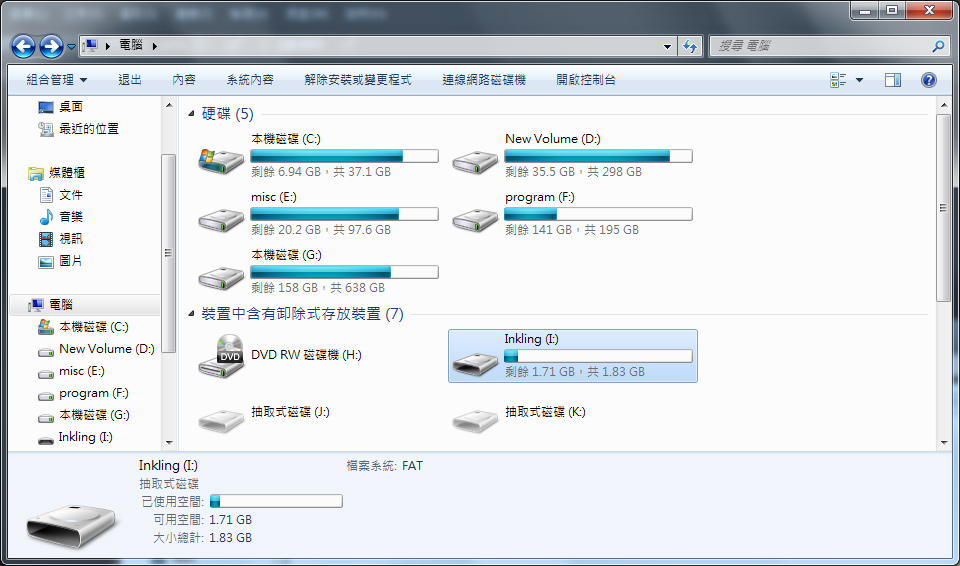 電腦
搜尋 電腦
組合管理 退出 內容 系統內容 解除安裝或變更程式 連線網路磁碟機 開啟控制台
桌面
最近的位置
媒體櫃
文件
音樂
視訊
圖片
電腦
本機磁碟 (C:)
New Volume (D:)
misc (E:)
program (F:)
本機磁碟 (G:)
Inkling (I:)
硬碟 (5)
本機磁碟 (C:)
剩餘 6.94 GB，共 37.1 GB
New Volume (D:)
剩餘 35.5 GB，共 298 GB
misc (E:)
剩餘 20.2 GB，共 97.6 GB
program (F:)
剩餘 141 GB，共 195 GB
本機磁碟 (G:)
剩餘 158 GB，共 638 GB
裝置中含有卸除式存放裝置 (7)
DVD
DVD RW 磁碟機 (H:)
Inkling (I:)
剩餘 1.71 GB，共 1.83 GB
抽取式磁碟 (J:)
抽取式磁碟 (K:)
Inkling (I:)
抽取式磁碟
已使用空間:
可用空間: 1.71 GB
大小總計: 1.83 GB
檔案系統: FAT